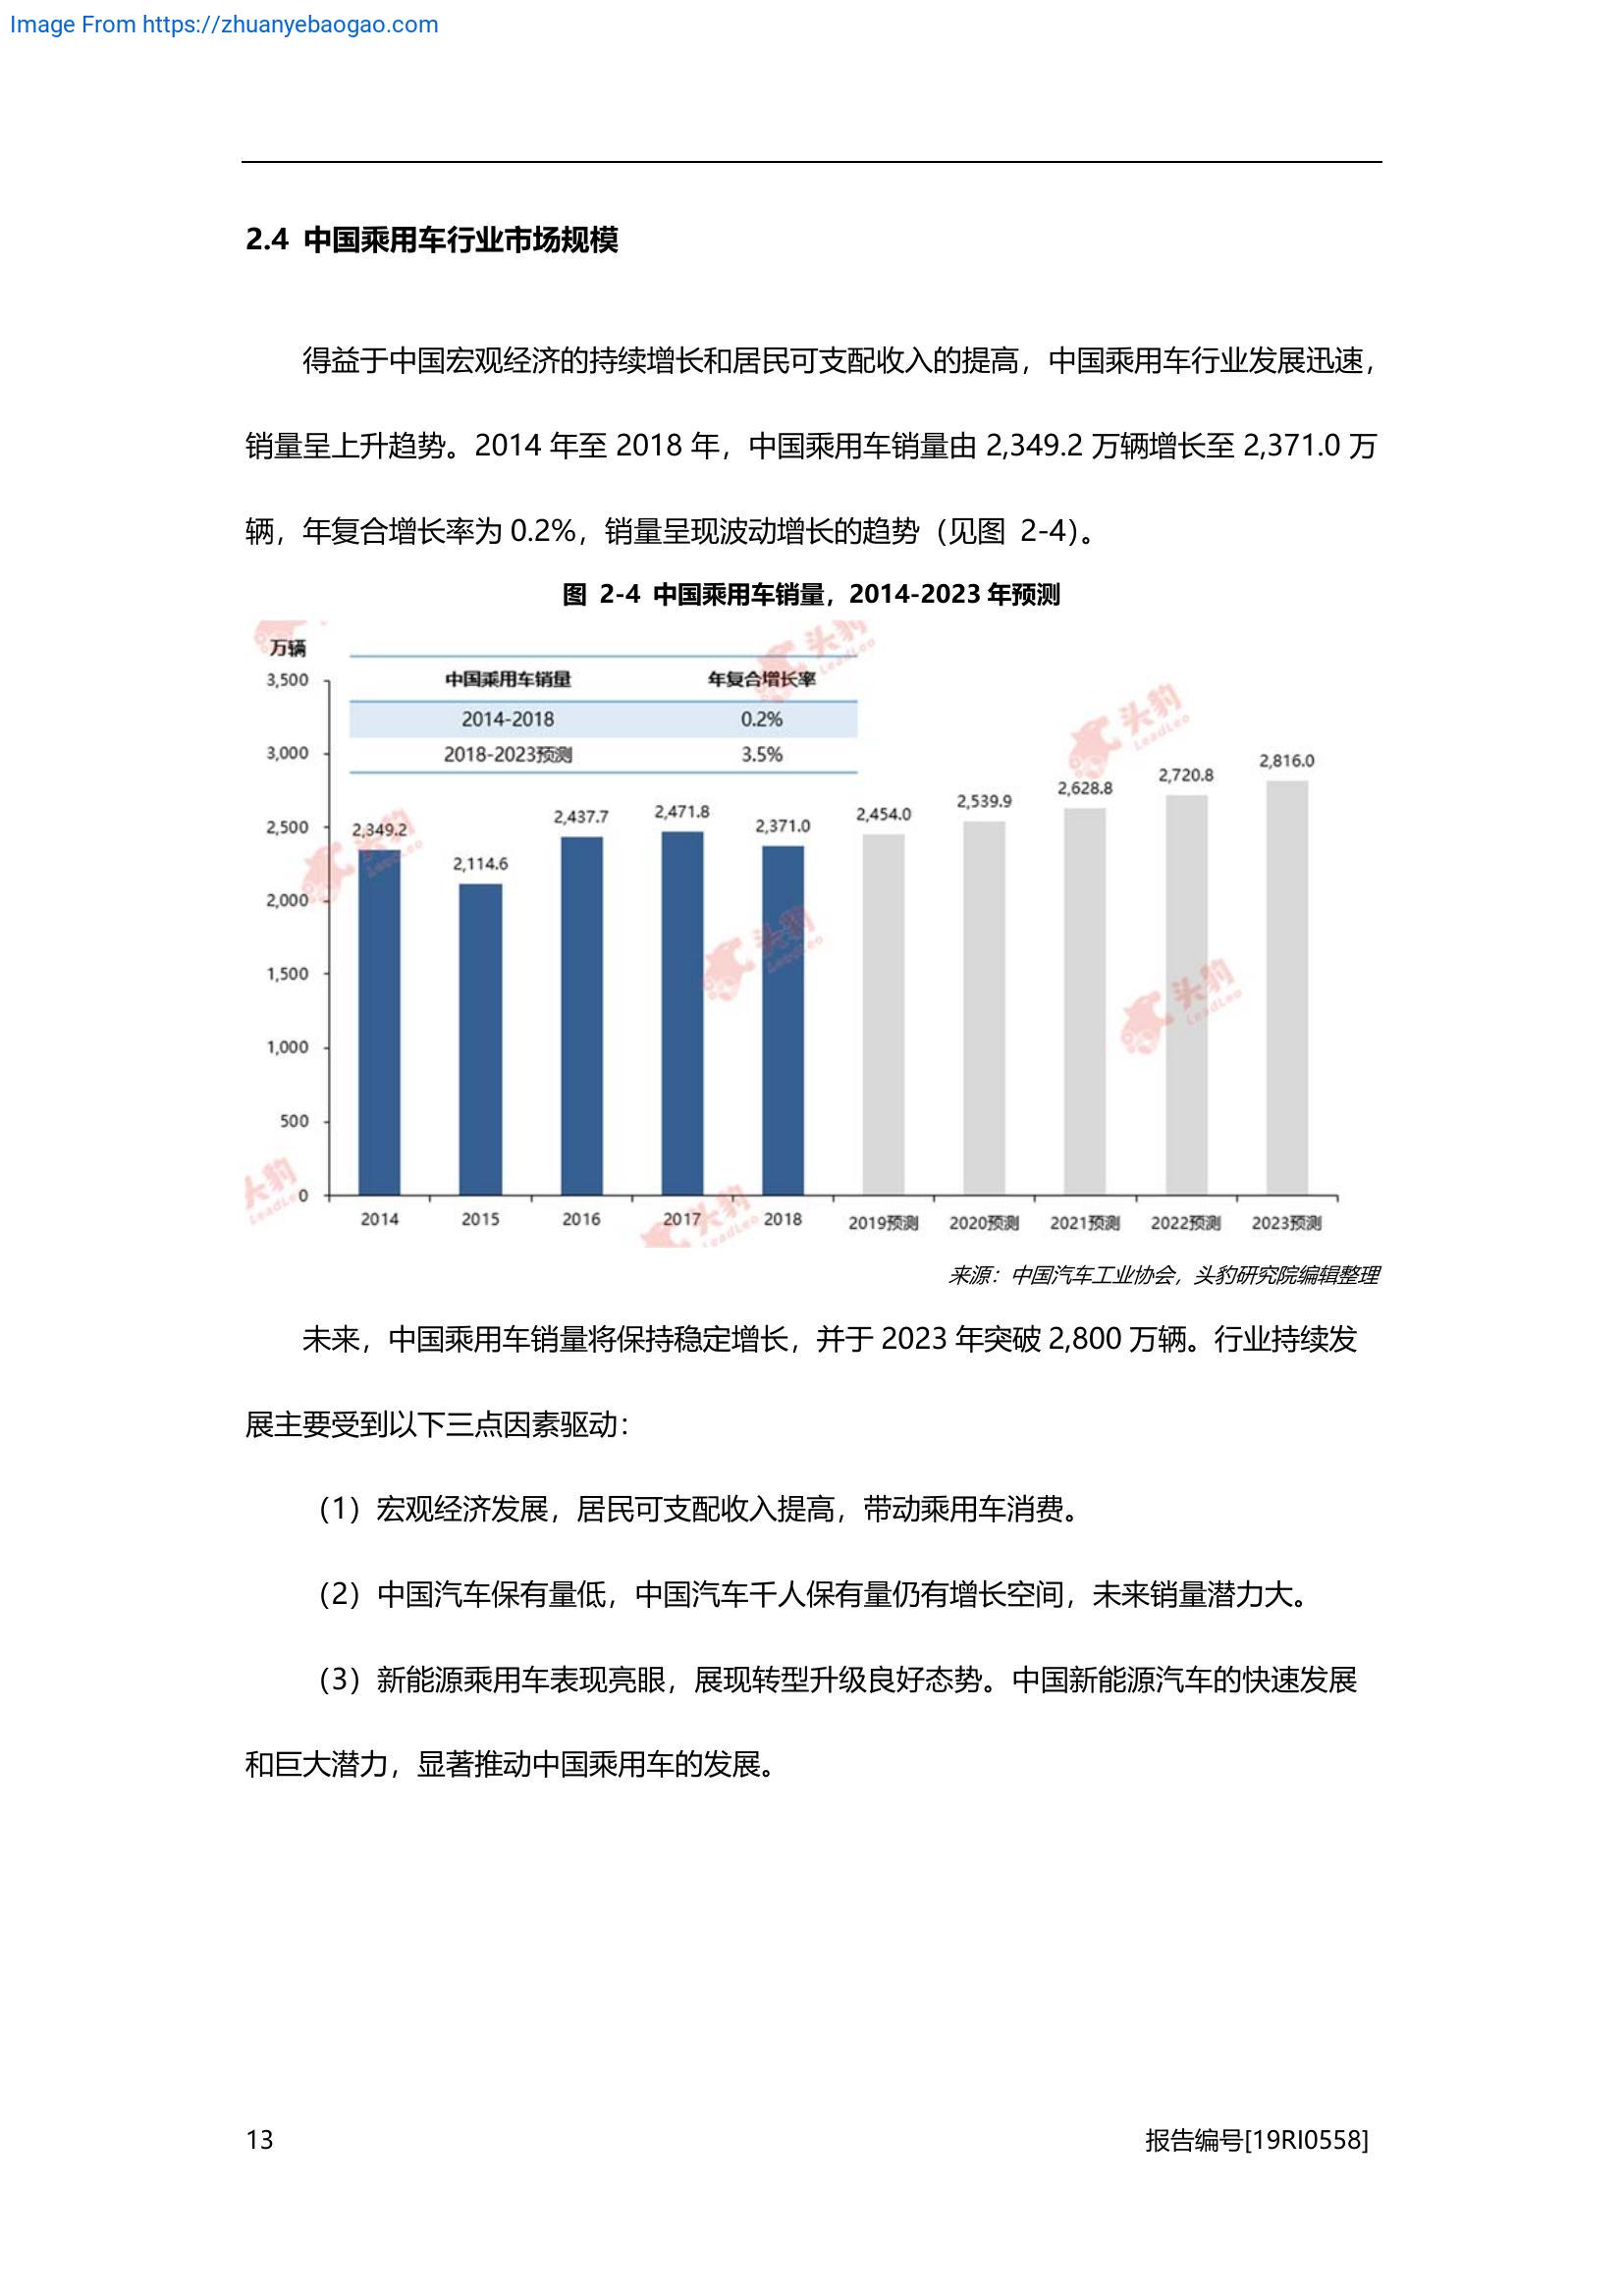 Image From https://zhuanyebaogao.com
2.4 中国乘用车行业市场规模
得益于中国宏观经济的持续增长和居民可支配收入的提高，中国乘用车行业发展迅速，
销量呈上升趋势。2014 年至 2018 年，中国乘用车销量由 2,349.2 万辆增长至 2,371.0 万
辆，年复合增长率为 0.2%，销量呈现波动增长的趋势（见图 2-4）。
图 2-4 中国乘用车销量，2014-2023 年预测
万辆
中国乘用车销量 年复合增长率
2014-2018 0.2%
2018-2023预测 3.5%
3,500
3,000
2,500
2,000
1,500
1,000
500
0
2,349.2 2,114.6 2,437.7 2,471.8 2,371.0 2,454.0 2,539.9 2,628.8 2,720.8 2,816.0
2014 2015 2016 2017 2018 2019预测 2020预测 2021预测 2022预测 2023预测
头豹 LeadLeo
头豹 LeadLeo
头豹 LeadLeo
头豹 LeadLeo
头豹 LeadLeo
头豹 LeadLeo
头豹 LeadLeo
来源：中国汽车工业协会，头豹研究院编辑整理
未来，中国乘用车销量将保持稳定增长，并于 2023 年突破 2,800 万辆。行业持续发
展主要受到以下三点因素驱动：
（1）宏观经济发展，居民可支配收入提高，带动乘用车消费。
（2）中国汽车保有量低，中国汽车千人保有量仍有增长空间，未来销量潜力大。
（3）新能源乘用车表现亮眼，展现转型升级良好态势。中国新能源汽车的快速发展
和巨大潜力，显著推动中国乘用车的发展。
13 报告编号[19RI0558]